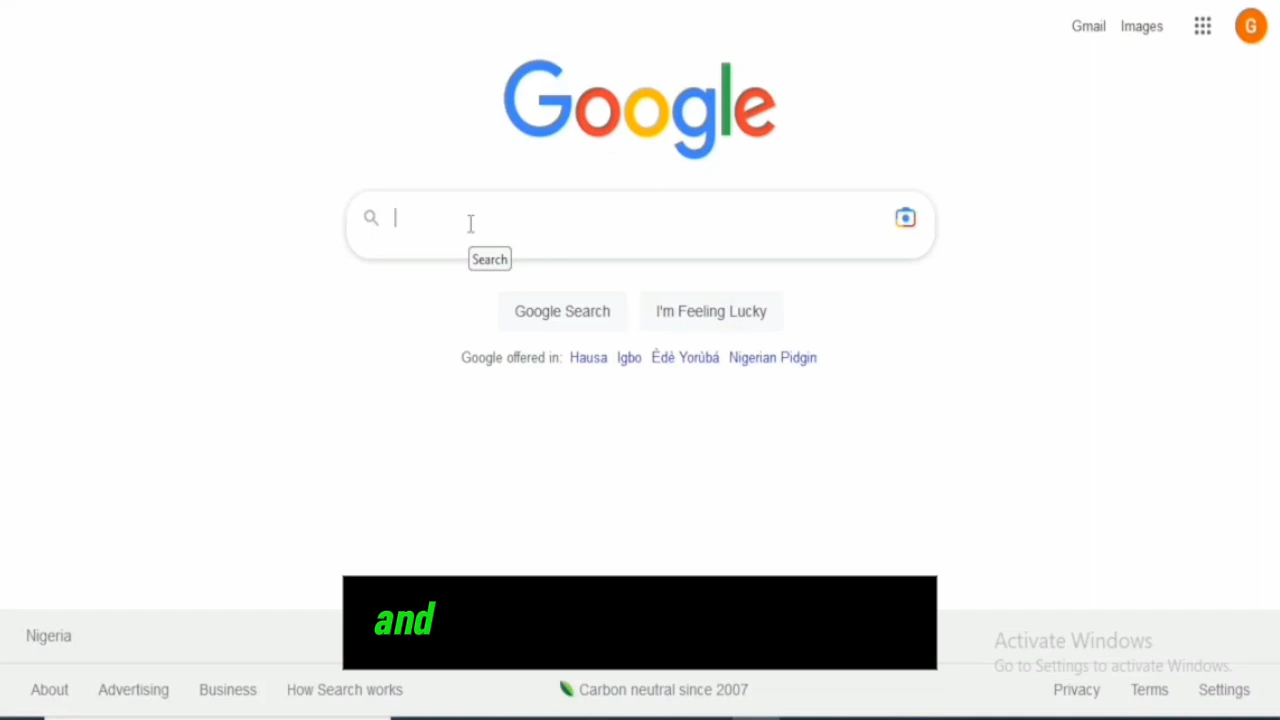 Gmail Images G
Google
Search
Google Search I'm Feeling Lucky
Google offered in: Hausa Igbo Èdè Yorùbá Nigerian Pidgin
and
Nigeria
Activate Windows
Go to Settings to activate Windows.
About Advertising Business How Search works Carbon neutral since 2007 Privacy Terms Settings